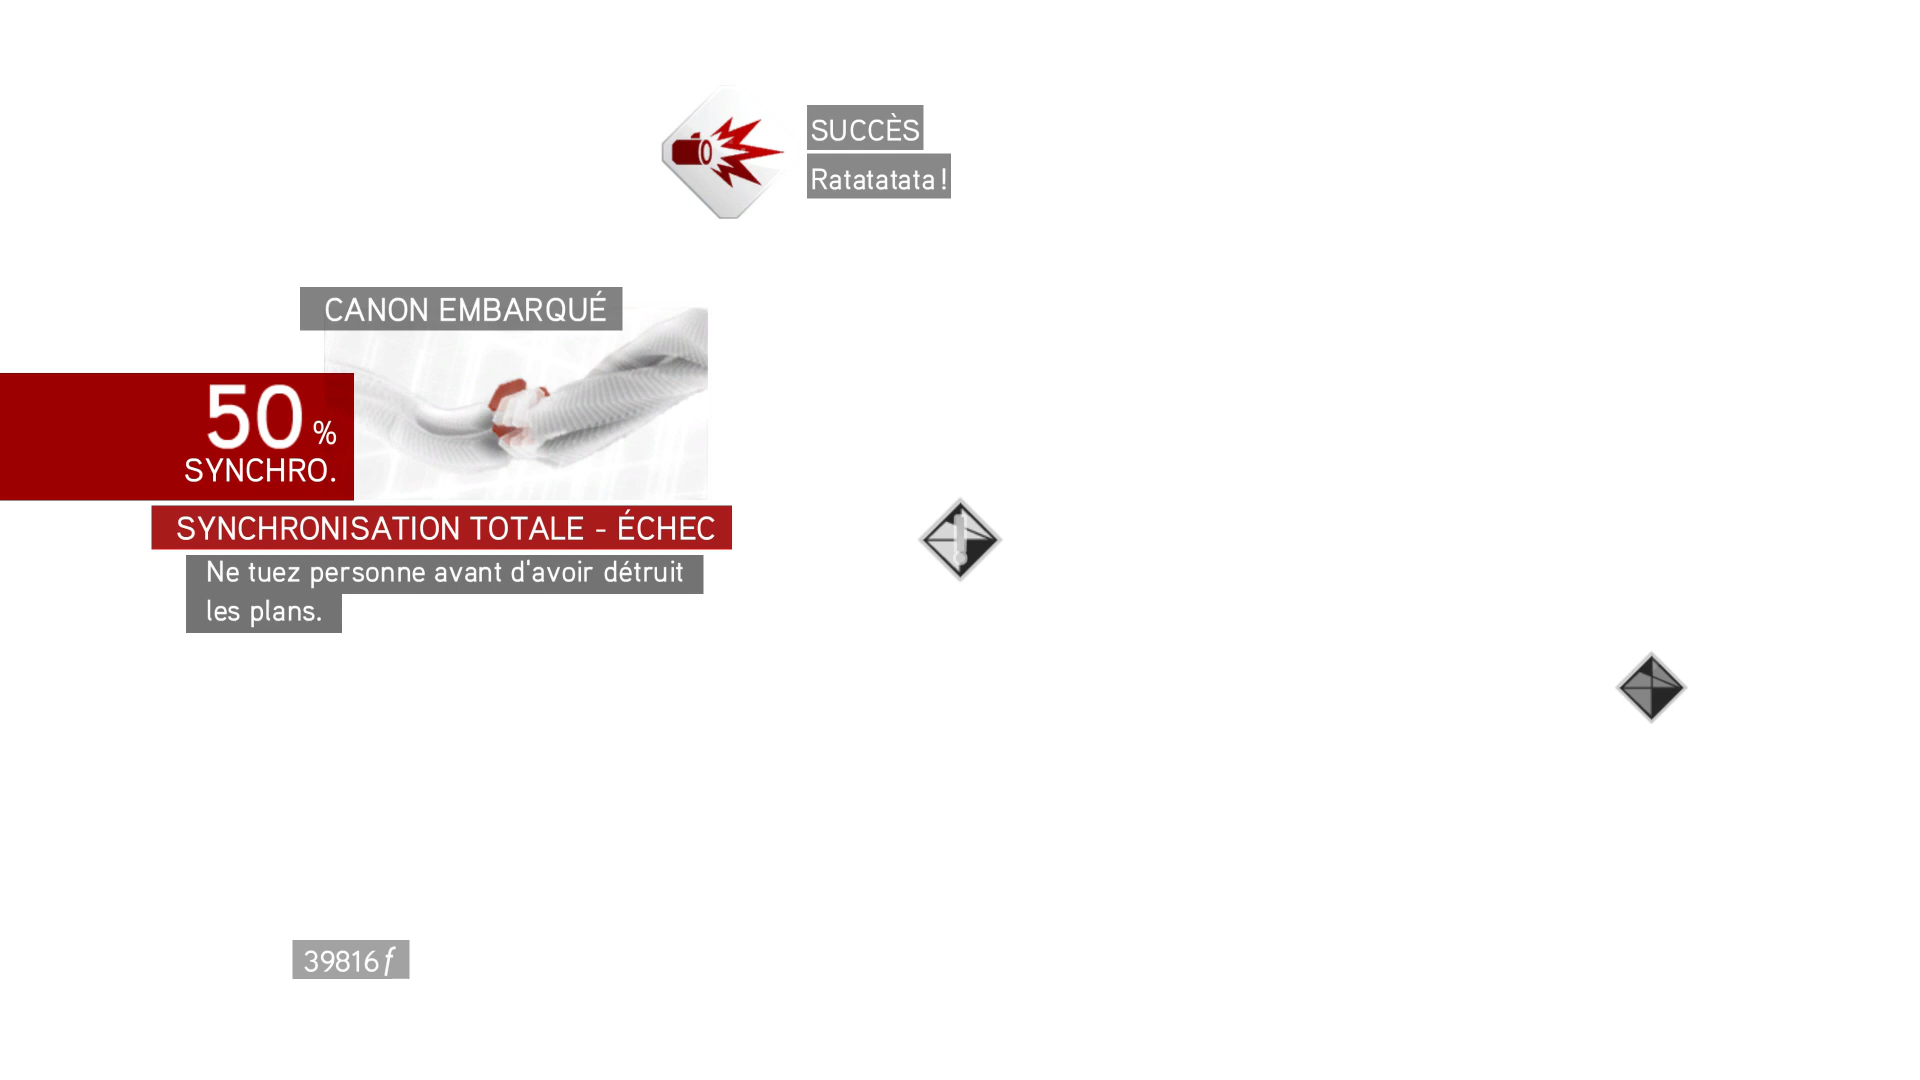 SUCCÈS
Ratatatata !
CANON EMBARQUÉ
50 %
SYNCHRO.
SYNCHRONISATION TOTALE - ÉCHEC
Ne tuez personne avant d'avoir détruit
les plans.
39816 ƒ